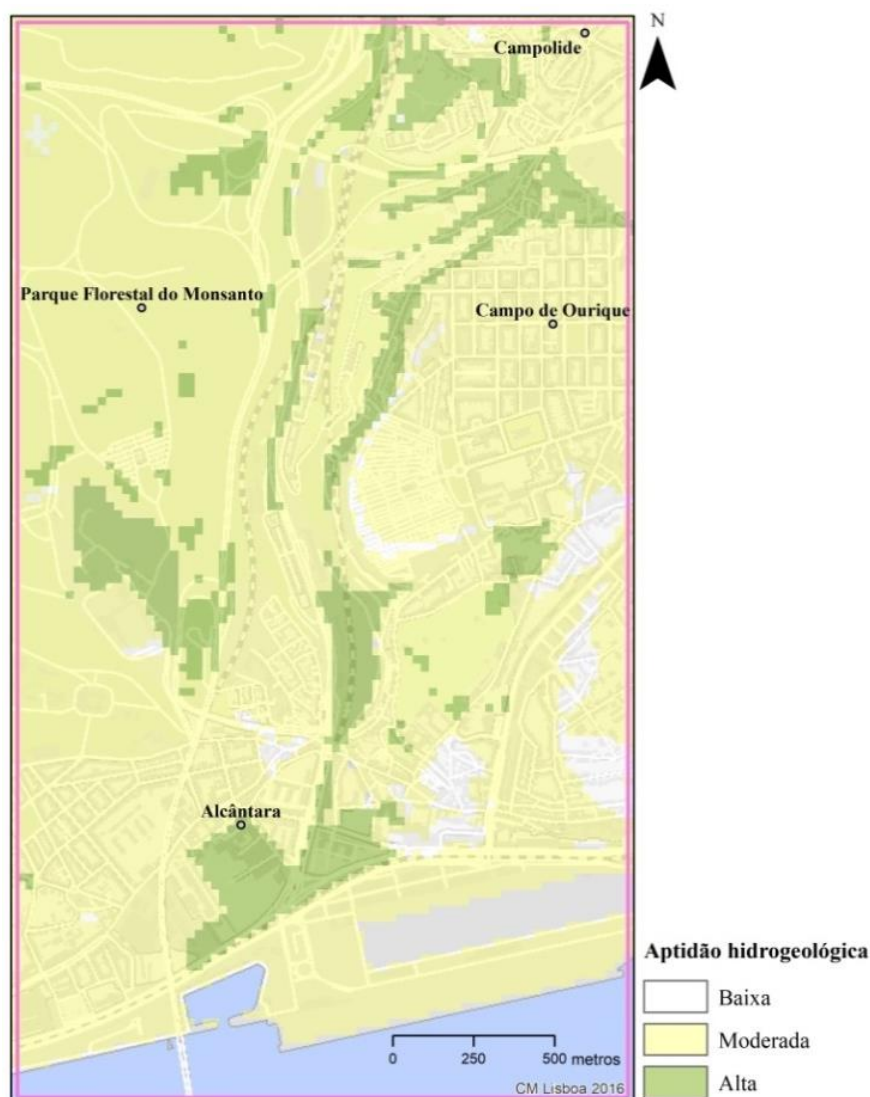 N
Campolide
Parque Florestal do Monsanto
Campo de Ourique
Alcântara
Aptidão hidrogeológica
Baixa
Moderada
Alta
0 250 500 metros
CM Lisboa 2016